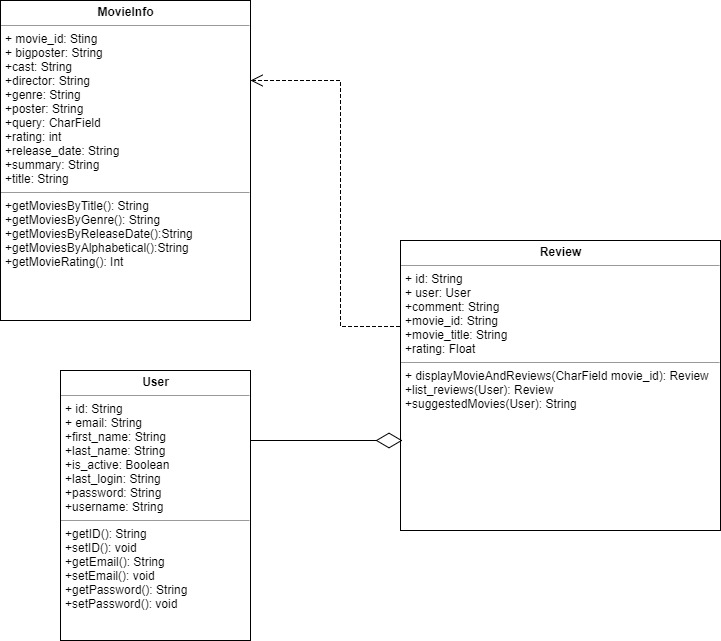 MovieInfo
+ movie_id: Sting
+ bigposter: String
+cast: String
+director: String
+genre: String
+poster: String
+query: CharField
+rating: int
+release_date: String
+summary: String
+title: String
+getMoviesByTitle(): String
+getMoviesByGenre(): String
+getMoviesByReleaseDate():String
+getMoviesByAlphabetical():String
+getMovieRating(): Int
Review
+ id: String
+ user: User
+comment: String
+movie_id: String
+movie_title: String
+rating: Float
+ displayMovieAndReviews(CharField movie_id): Review
+list_reviews(User): Review
+suggestedMovies(User): String
User
+ id: String
+ email: String
+first_name: String
+last_name: String
+is_active: Boolean
+last_login: String
+password: String
+username: String
+getID(): String
+setID(): void
+getEmail(): String
+setEmail(): void
+getPassword(): String
+setPassword(): void